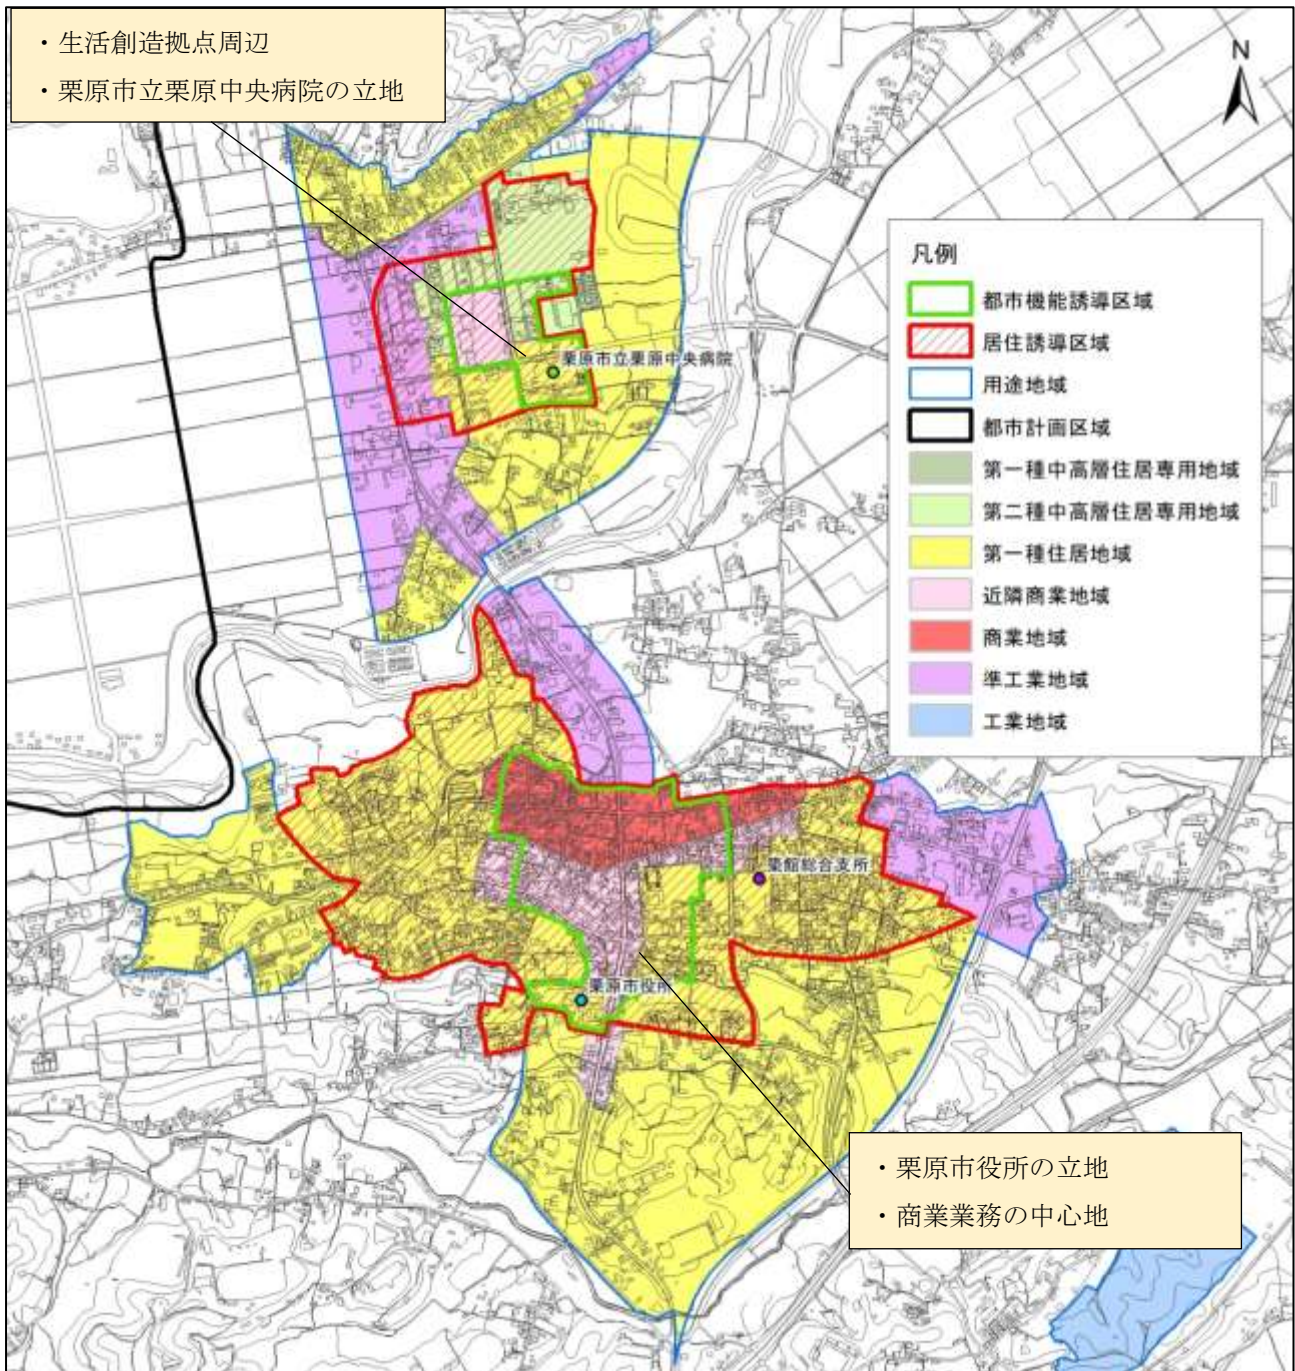 ・生活創造拠点周辺
・栗原市立栗原中央病院の立地
N
凡例
都市機能誘導区域
居住誘導区域
用途地域
都市計画区域
第一種中高層住居専用地域
第二種中高層住居専用地域
第一種住居地域
近隣商業地域
商業地域
準工業地域
工業地域
栗原市立栗原中央病院
築館総合支所
栗原市役所
・栗原市役所の立地
・商業業務の中心地